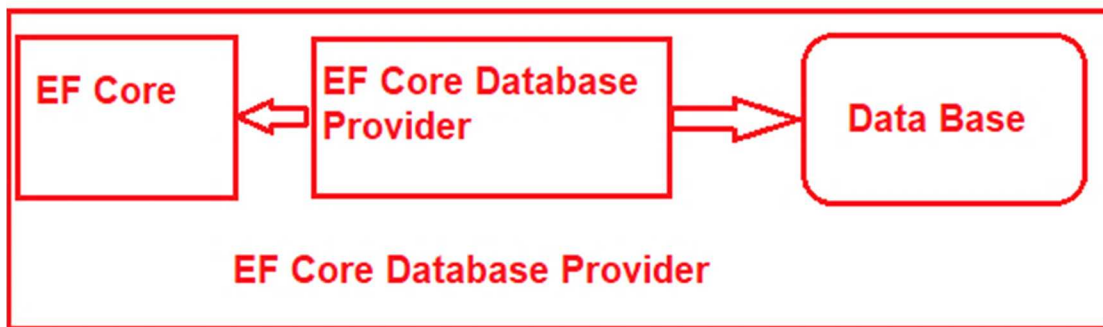 EF Core
EF Core Database
Provider
Data Base
EF Core Database Provider